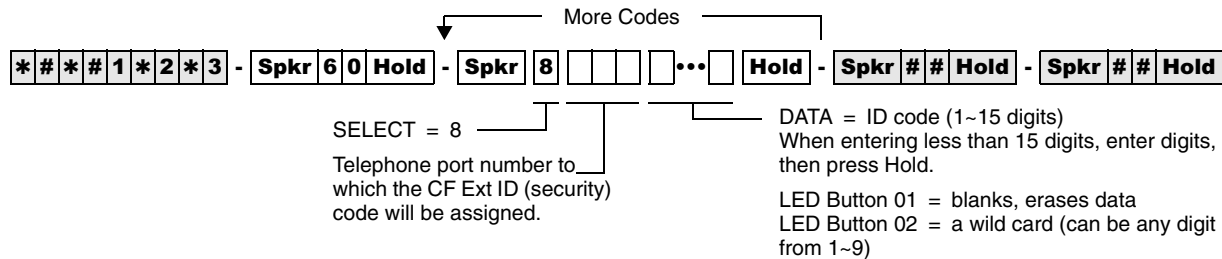 More Codes
✱ # ✱ # 1 ✱ 2 ✱ 3 - Spkr 6 0 Hold - Spkr 8 ••• Hold - Spkr # # Hold - Spkr # # Hold
SELECT = 8
Telephone port number to
which the CF Ext ID (security)
code will be assigned.
DATA = ID code (1~15 digits)
When entering less than 15 digits, enter digits,
then press Hold.
LED Button 01 = blanks, erases data
LED Button 02 = a wild card (can be any digit
from 1~9)